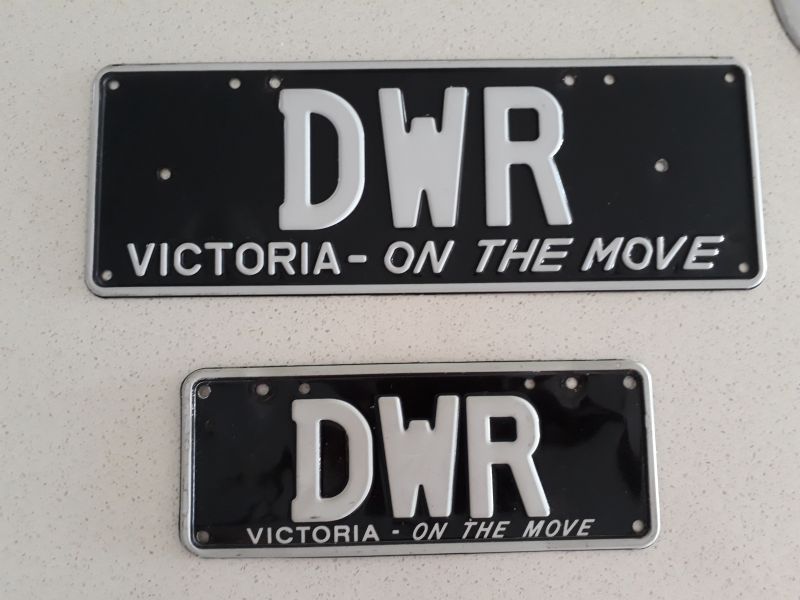 DWR
VICTORIA - ON THE MOVE
DWR
VICTORIA - ON THE MOVE